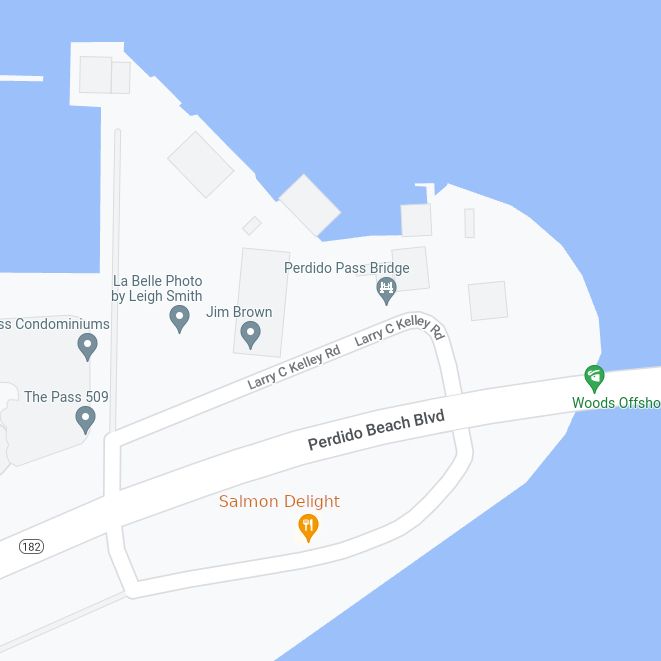 La Belle Photo
by Leigh Smith
Perdido Pass Bridge
Jim Brown
ss Condominiums
Larry C Kelley Rd
Larry C Kelley Rd
The Pass 509
Woods Offsho
Perdido Beach Blvd
Salmon Delight
182